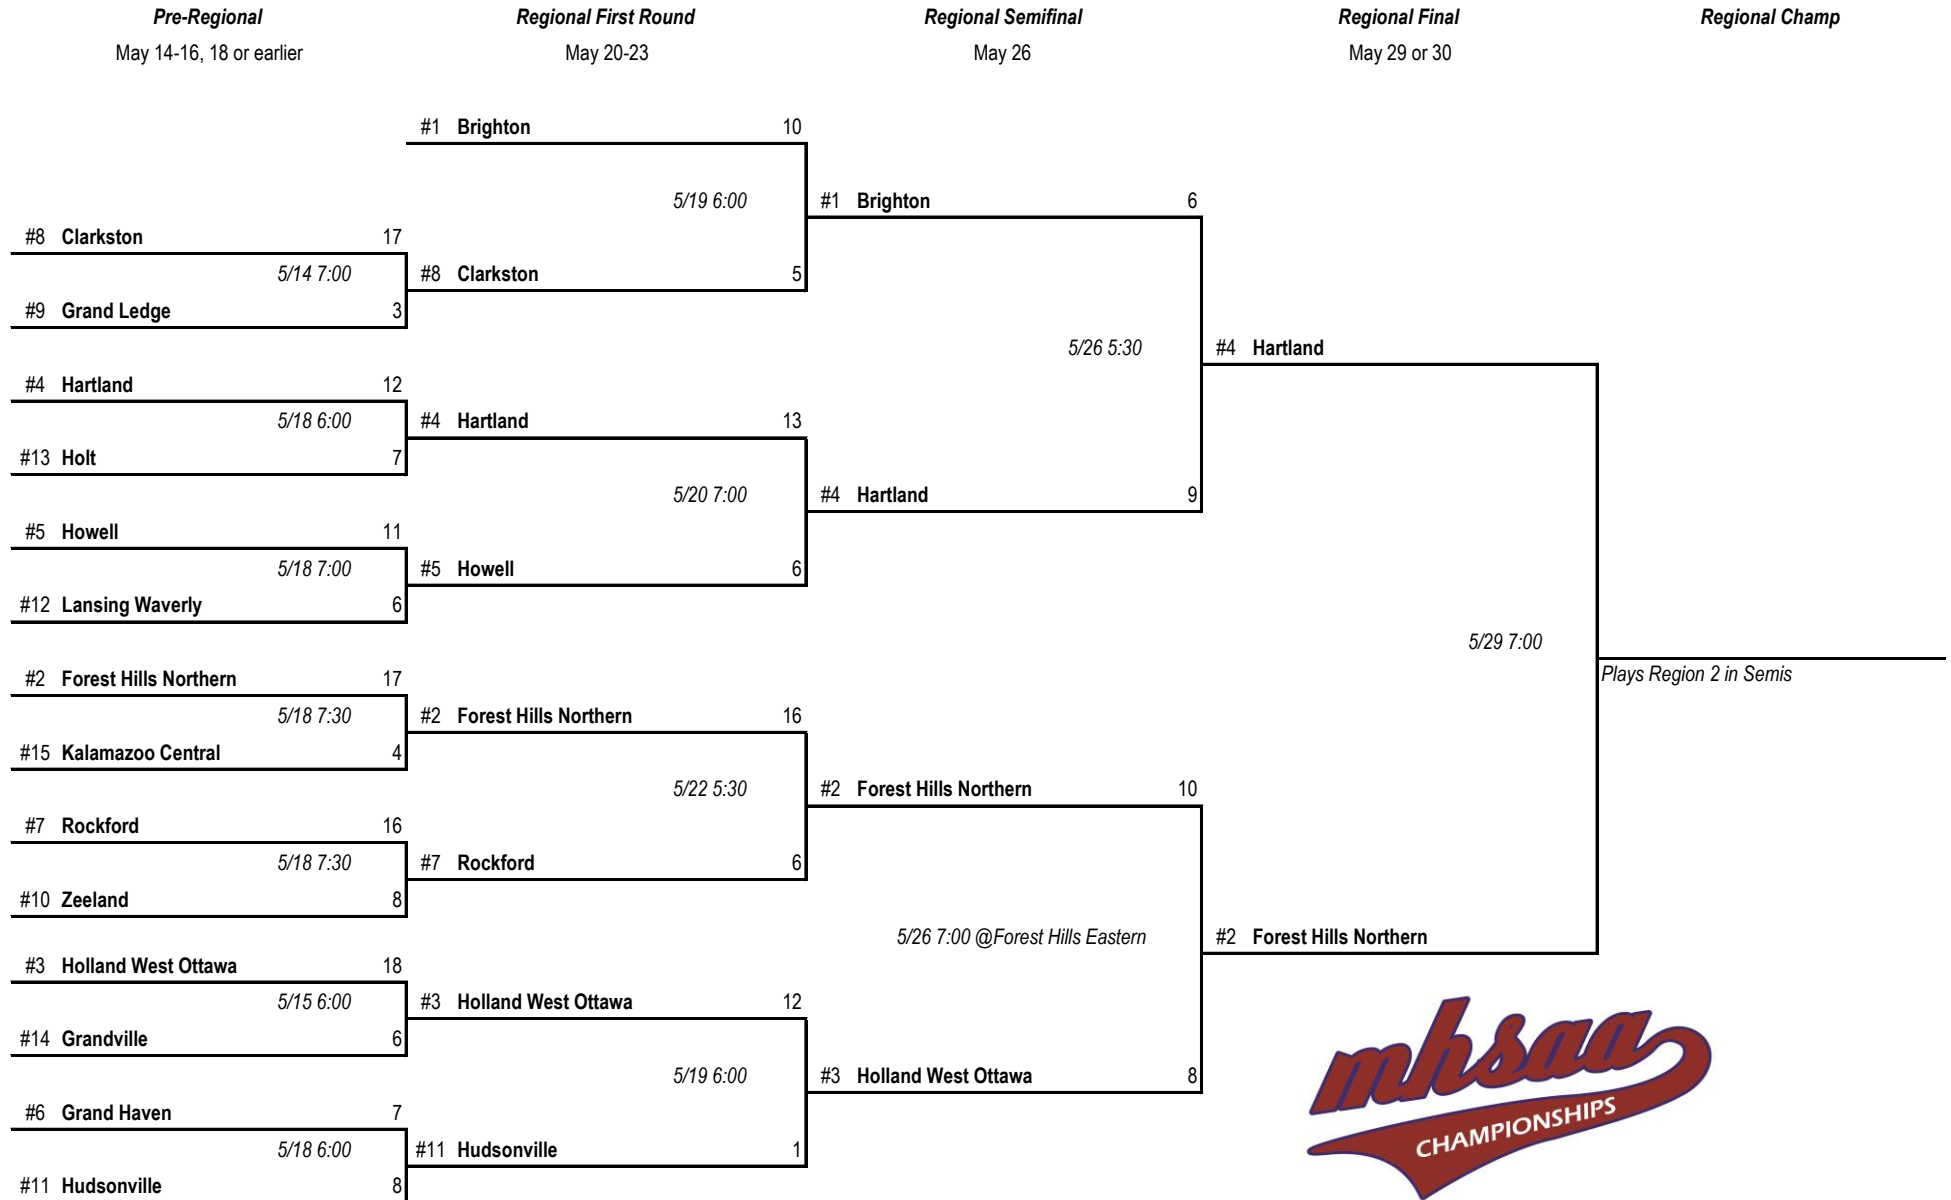 Pre-Regional Regional First Round Regional Semifinal Regional Final Regional Champ
May 14-16, 18 or earlier May 20-23 May 26 May 29 or 30
#1 Brighton 10
5/19 6:00 #1 Brighton 6
#8 Clarkston 17
5/14 7:00 #8 Clarkston 5
#9 Grand Ledge 3
5/26 5:30 #4 Hartland
#4 Hartland 12
5/18 6:00 #4 Hartland 13
#13 Holt 7
5/20 7:00 #4 Hartland 9
#5 Howell 11
5/18 7:00 #5 Howell 6
#12 Lansing Waverly 6
5/29 7:00
Plays Region 2 in Semis
#2 Forest Hills Northern 17
5/18 7:30 #2 Forest Hills Northern 16
#15 Kalamazoo Central 4
5/22 5:30 #2 Forest Hills Northern 10
#7 Rockford 16
5/18 7:30 #7 Rockford 6
#10 Zeeland 8
5/26 7:00 @Forest Hills Eastern #2 Forest Hills Northern
#3 Holland West Ottawa 18
5/15 6:00 #3 Holland West Ottawa 12
#14 Grandville 6
5/19 6:00 #3 Holland West Ottawa 8
#6 Grand Haven 7
5/18 6:00 #11 Hudsonville 1
#11 Hudsonville 8
mhsaa
CHAMPIONSHIPS